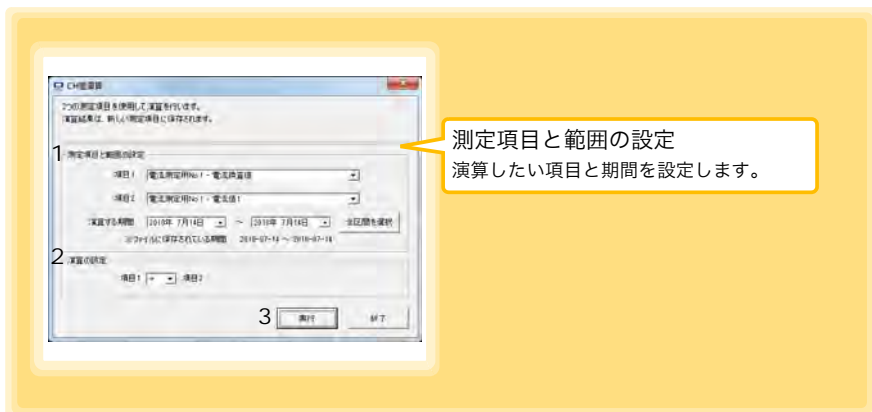 CH間演算
2つの測定項目を使用して演算を行います。
演算結果は、新しい測定項目に保存されます。
測定項目と範囲の設定
演算したい項目と期間を設定します。
1
測定項目と範囲の設定
項目1 電流測定用No1 - 電流換算値
項目2 電流測定用No1 - 電流値1
演算する期間 2018年 7月14日 ～ 2018年 7月14日 全区間を選択
※ファイルに保存されている期間 2018-07-14 ～ 2018-07-14
2
演算の設定
項目1 項目2
3
実行 終了